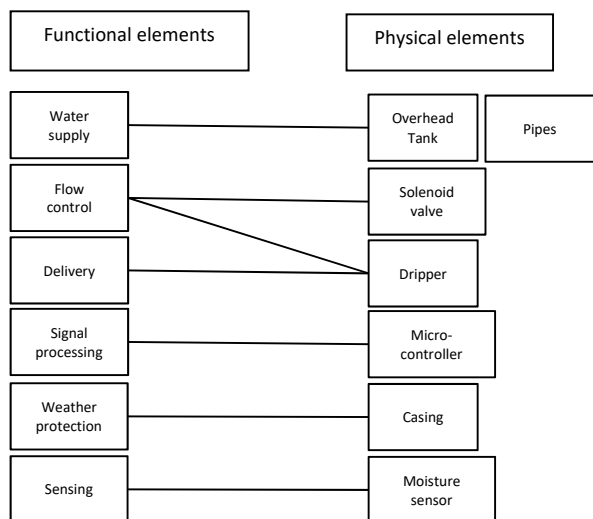 Functional elements
Physical elements
Water
supply
Overhead
Tank
Pipes
Flow
control
Solenoid
valve
Delivery
Dripper
Signal
processing
Micro-
controller
Weather
protection
Casing
Sensing
Moisture
sensor